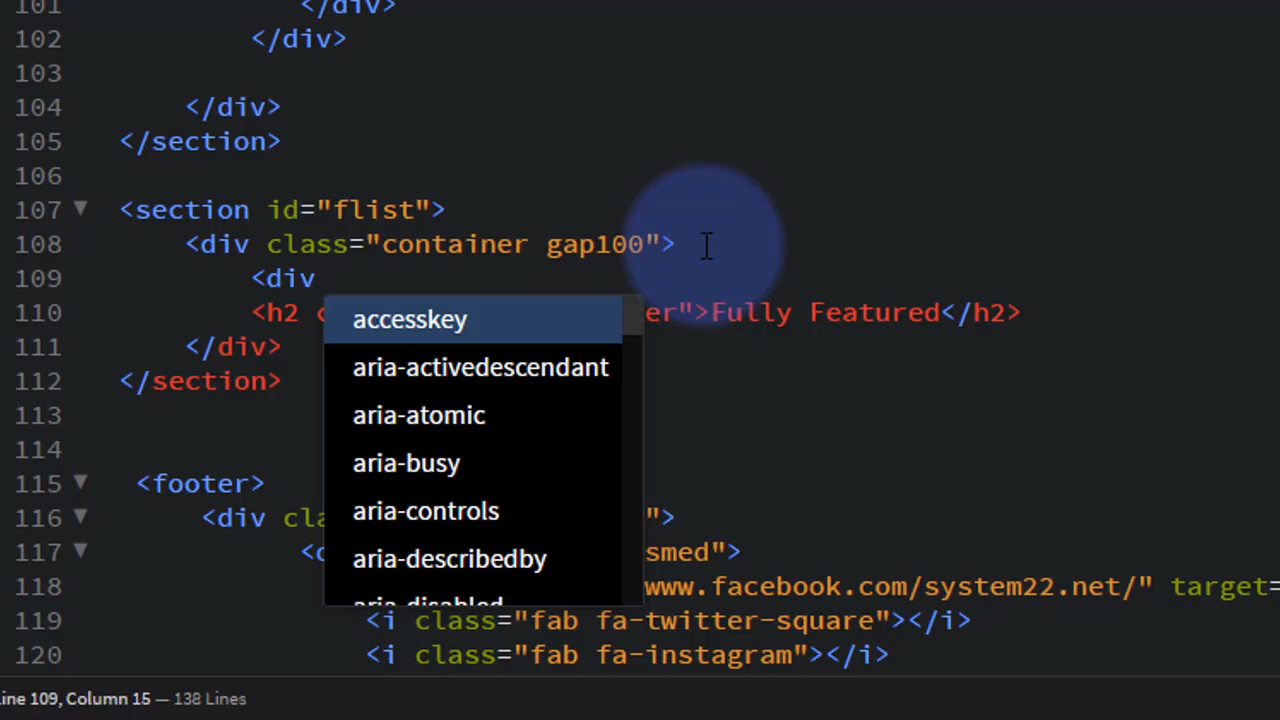 101 </div>
102 </div>
103
104 </div>
105 </section>
106
107 <section id="flist">
108 <div class="container gap100">
109 <div
110 <h2 c er">Fully Featured</h2>
accesskey
111 </div>
aria-activedescendant
112 </section>
113 aria-atomic
114
aria-busy
115 <footer>
116 <div cla ">
aria-controls
117 <d smed">
aria-describedby
118 www.facebook.com/system22.net/" target=
aria-disabled
119 <i class="fab fa-twitter-square"></i>
120 <i class="fab fa-instagram"></i>
ine 109, Column 15 — 138 Lines